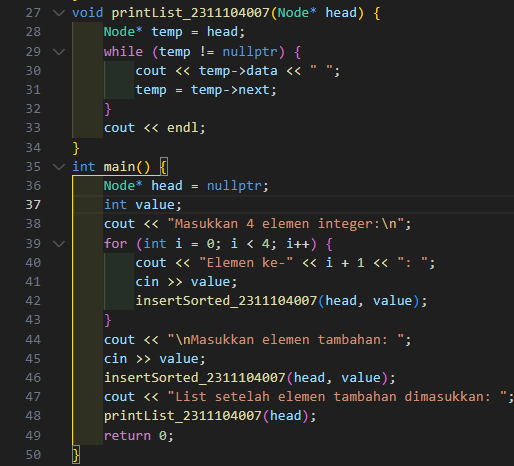 27 void printList_2311104007(Node* head) {
28 Node* temp = head;
29 while (temp != nullptr) {
30 cout << temp->data << " ";
31 temp = temp->next;
32 }
33 cout << endl;
34 }
35 int main() {
36 Node* head = nullptr;
37 int value;
38 cout << "Masukkan 4 elemen integer:\n";
39 for (int i = 0; i < 4; i++) {
40 cout << "Elemen ke-" << i + 1 << ": ";
41 cin >> value;
42 insertSorted_2311104007(head, value);
43 }
44 cout << "\nMasukkan elemen tambahan: ";
45 cin >> value;
46 insertSorted_2311104007(head, value);
47 cout << "List setelah elemen tambahan dimasukkan: ";
48 printList_2311104007(head);
49 return 0;
50 }